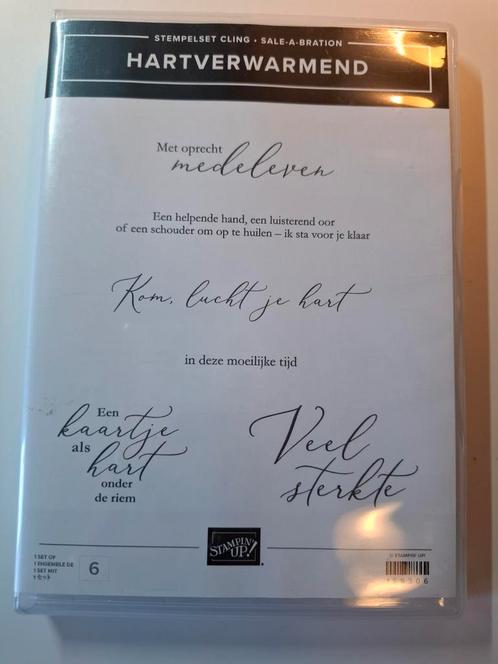 STEMPELSET CLING • SALE-A-BRATION
HARTVERWARMEND
Met oprecht
medeleven
Een helpende hand, een luisterend oor
of een schouder om op te huilen – ik sta voor je klaar
Kom, lucht je hart
in deze moeilijke tijd
Een
kaartje
als
hart
onder
de riem
Veel
sterkte
STAMPIN' UP!
1 SET OF
1 ENSEMBLE DE
1 SET MIT
6
© STAMPIN' UP!